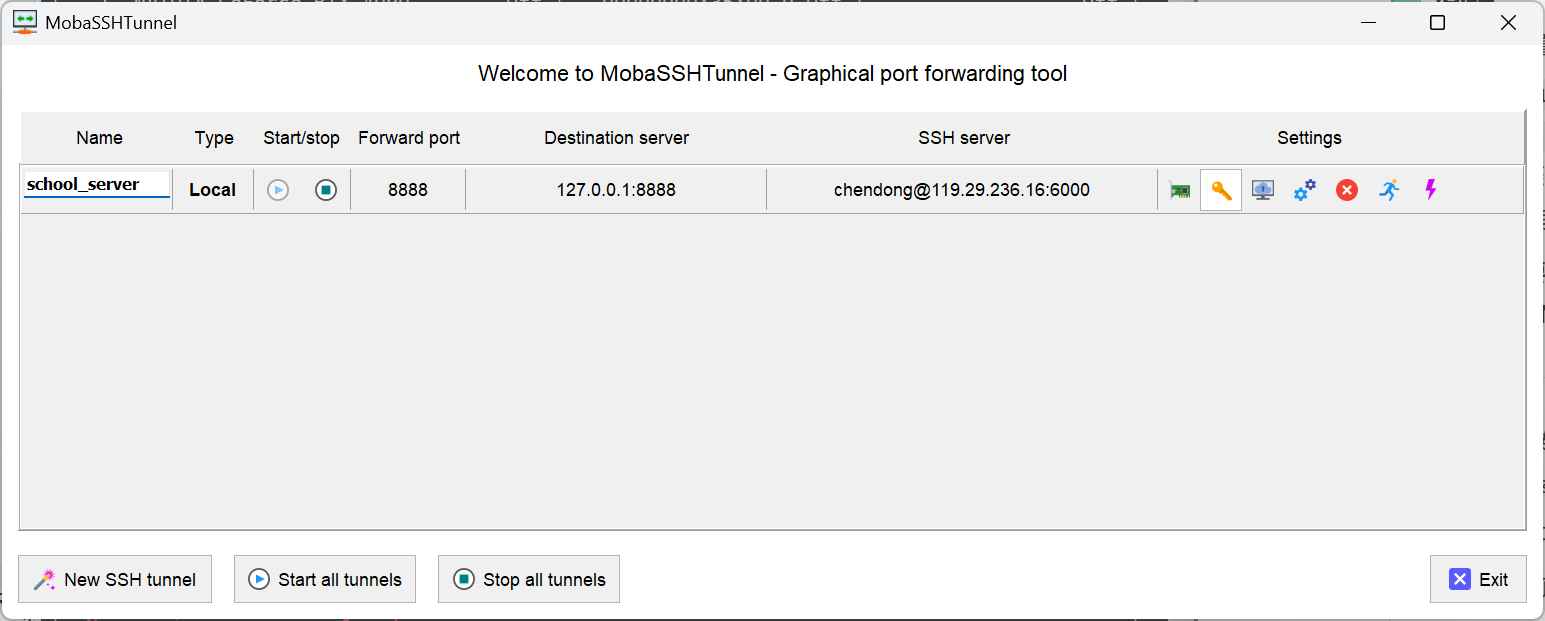 MobaSSHTunnel
Welcome to MobaSSHTunnel - Graphical port forwarding tool
Name Type Start/stop Forward port Destination server SSH server Settings
school_server Local 8888 127.0.0.1:8888 chendong@119.29.236.16:6000
New SSH tunnel Start all tunnels Stop all tunnels Exit